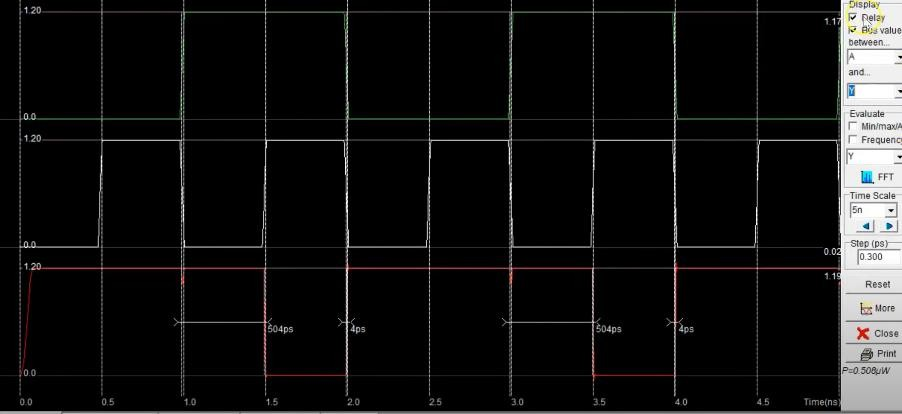 1.20
1.17
0.0
1.20
0.0
0.02
1.20
1.19
504ps
4ps
504ps
4ps
0.0
0.0 0.5 1.0 1.5 2.0 2.5 3.0 3.5 4.0 4.5 Time(ns)
Display
Delay
Bus value
between...
A
and...
Y
Evaluate
Min/max/A
Frequency
Y
FFT
Time Scale
5n
Step (ps)
0.300
Reset
More
Close
Print
P=0.508µW